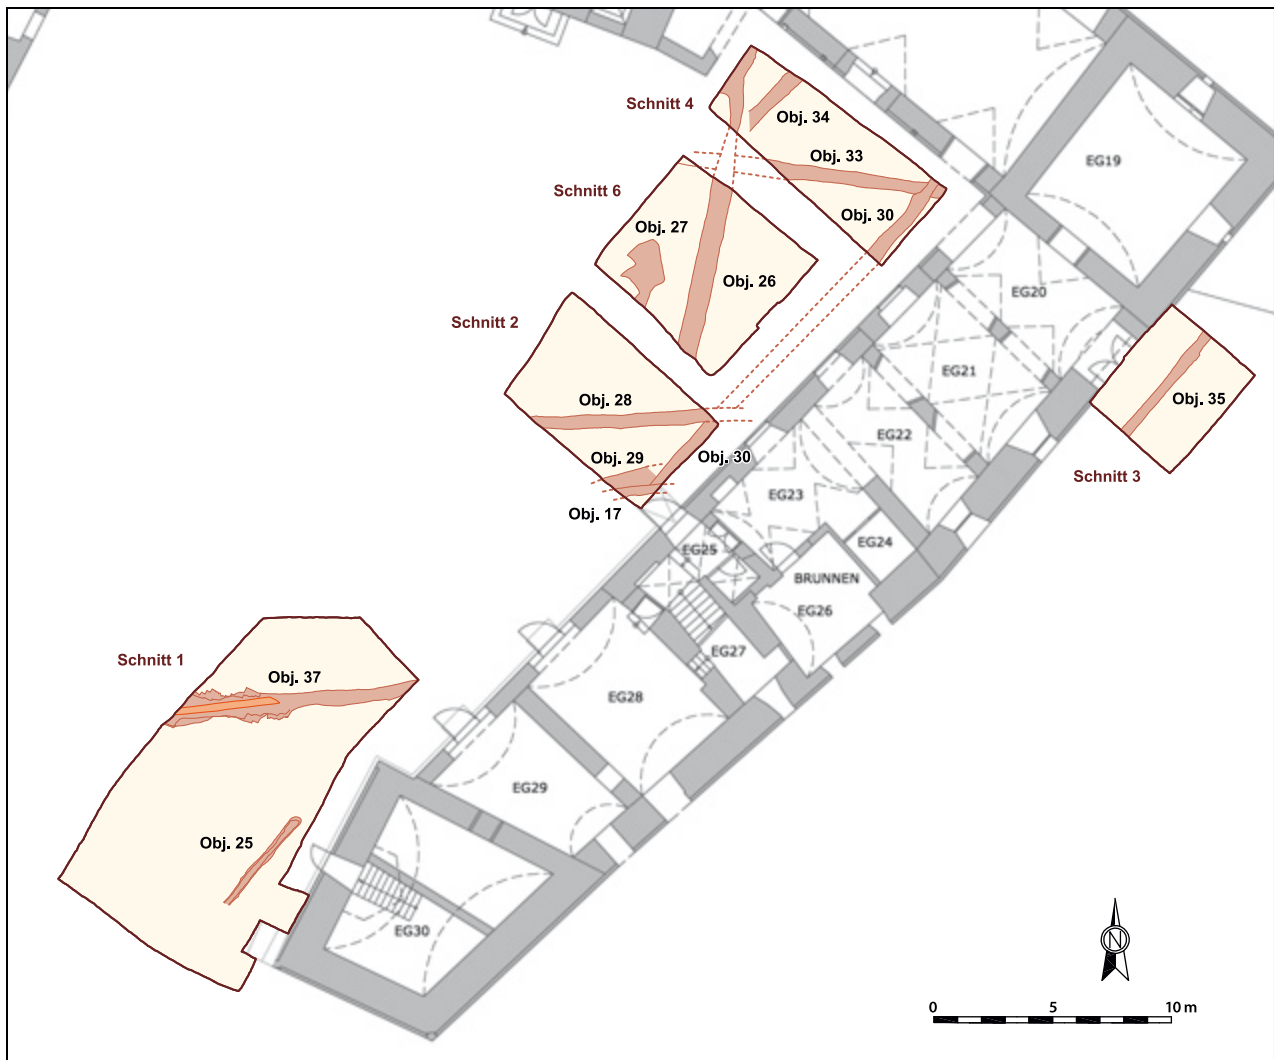 Schnitt 4
Obj. 34
Obj. 33
EG19
Schnitt 6
Obj. 30
Obj. 27
Obj. 26
EG20
Schnitt 2
EG21
Obj. 28
Obj. 35
EG22
Obj. 29
Obj. 30
Schnitt 3
EG23
Obj. 17
EG24
EG25
BRUNNEN
EG26
Schnitt 1
EG27
Obj. 37
EG28
EG29
Obj. 25
EG30
N
0 5 10 m